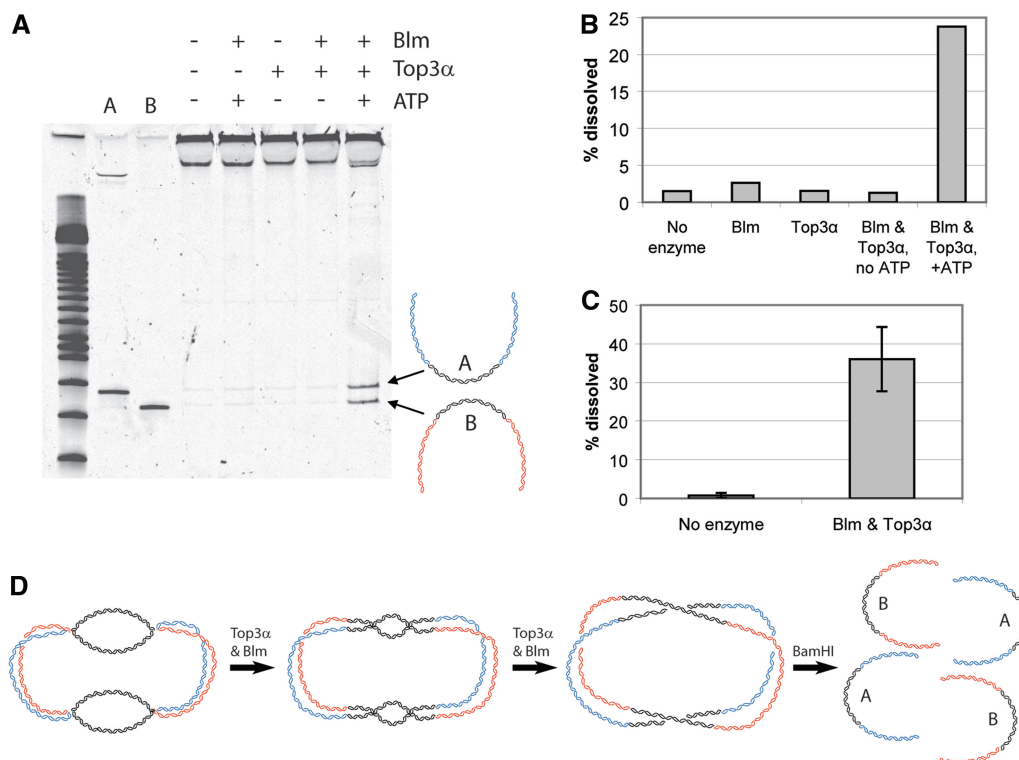 A
- + - + + Blm
- - + + + Top3α
- + - - + ATP
A B
A
B
B
% dissolved
25
20
15
10
5
0
No enzyme
Blm
Top3α
Blm & Top3α, no ATP
Blm & Top3α, +ATP
C
% dissolved
50
40
30
20
10
0
No enzyme
Blm & Top3α
D
Top3α & Blm
Top3α & Blm
BamHI
B
A
A
B